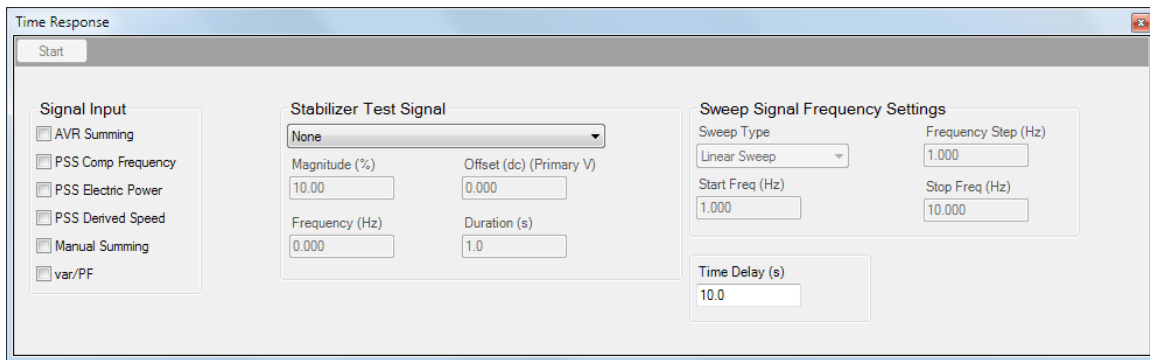 Time Response
Start
Signal Input
AVR Summing
PSS Comp Frequency
PSS Electric Power
PSS Derived Speed
Manual Summing
var/PF
Stabilizer Test Signal
None
Magnitude (%)
Offset (dc) (Primary V)
10.00
0.000
Frequency (Hz)
Duration (s)
0.000
1.0
Sweep Signal Frequency Settings
Sweep Type
Frequency Step (Hz)
Linear Sweep
1.000
Start Freq (Hz)
Stop Freq (Hz)
1.000
10.000
Time Delay (s)
10.0